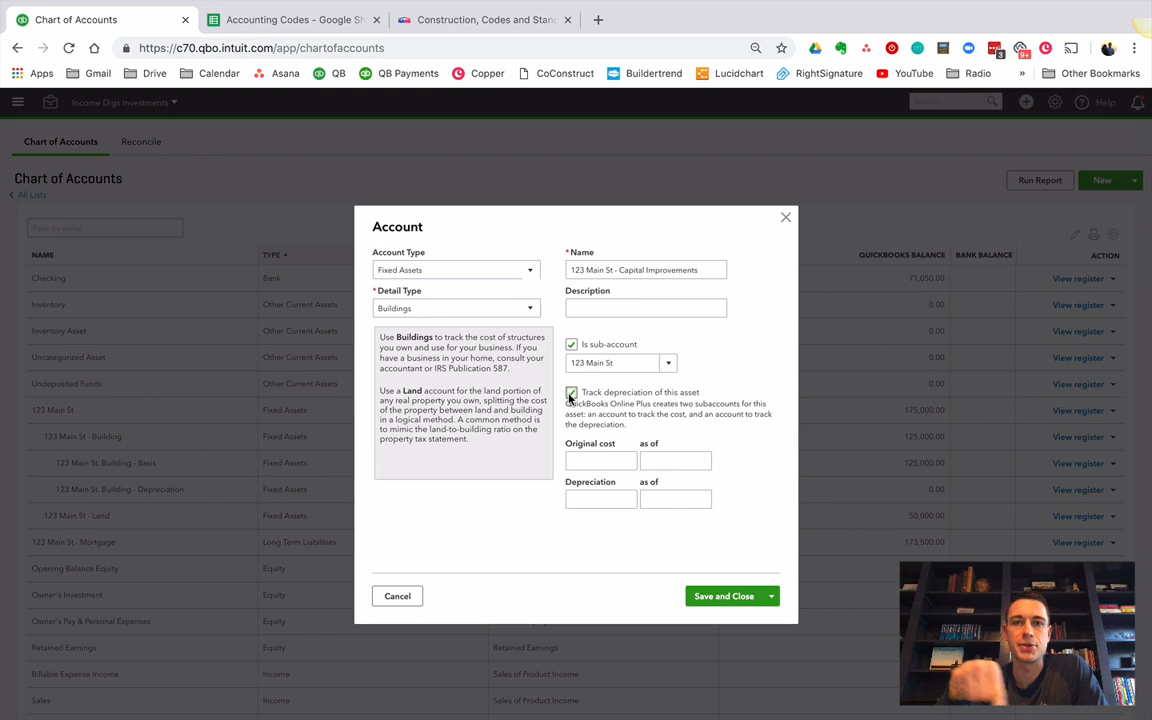 Chart of Accounts
Accounting Codes - Google Sh
Construction, Codes and Stan
https://c70.qbo.intuit.com/app/chartofaccounts
3
9+
Apps
Gmail
Drive
Calendar
Asana
QB
QB Payments
Copper
CoConstruct
Buildertrend
Lucidchart
RightSignature
YouTube
Radio
»
Other Bookmarks
Income Digs Investments
Help
Chart of Accounts
Reconcile
Chart of Accounts
All Lists
Run Report
New
Filter by name
NAME
TYPE
QUICKBOOKS BALANCE
BANK BALANCE
ACTION
Checking
Bank
71,050.00
View register
Inventory
Other Current Assets
0.00
View register
Inventory Asset
Other Current Assets
0.00
View register
Uncategorized Asset
Other Current Assets
0.00
View register
Undeposited Funds
Other Current Assets
0.00
View register
123 Main St
Fixed Assets
175,000.00
View register
123 Main St - Building
Fixed Assets
125,000.00
View register
123 Main St. Building - Basis
Fixed Assets
125,000.00
View register
123 Main St. Building - Depreciation
Fixed Assets
0.00
View register
123 Main St - Land
Fixed Assets
50,000.00
View register
123 Main St - Mortgage
Long Term Liabilities
173,500.00
View register
Opening Balance Equity
Equity
Owner's Investment
Equity
Owner's Pay & Personal Expenses
Equity
Retained Earnings
Equity
Billable Expense Income
Income
Sales of Product Income
Sales
Income
Sales of Product Income
Account
Account Type
Fixed Assets
* Detail Type
Buildings
Use Buildings to track the cost of structures
you own and use for your business. If you
have a business in your home, consult your
accountant or IRS Publication 587.
Use a Land account for the land portion of
any real property you own, splitting the cost
of the property between land and building
in a logical method. A common method is
to mimic the land-to-building ratio on the
property tax statement.
* Name
123 Main St - Capital Improvements
Description
Is sub-account
123 Main St
Track depreciation of this asset
QuickBooks Online Plus creates two subaccounts for this
asset: an account to track the cost, and an account to track
the depreciation.
Original cost
as of
Depreciation
as of
Cancel
Save and Close